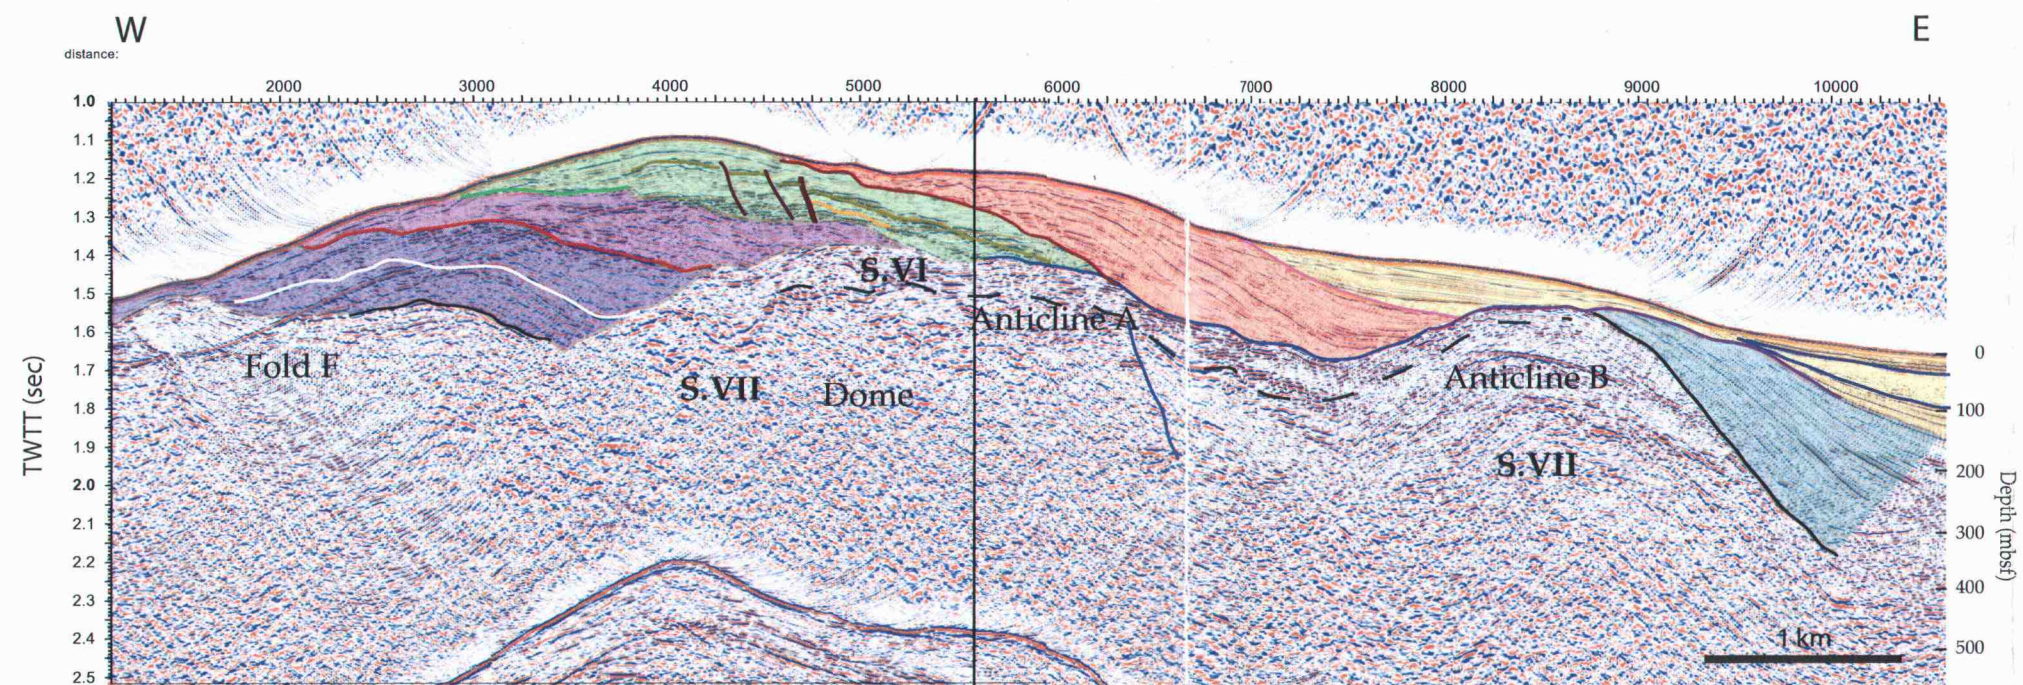 W E
distance:
2000 3000 4000 5000 6000 7000 8000 9000 10000
1.0
1.1
1.2
1.3
1.4
1.5
1.6
1.7
1.8
1.9
2.0
2.1
2.2
2.3
2.4
2.5
TWTT (sec)
S.VI
Anticline A
Fold F
S.VII
Dome
Anticline B
S.VII
0
100
200
300
400
500
Depth (mbsf)
1 km